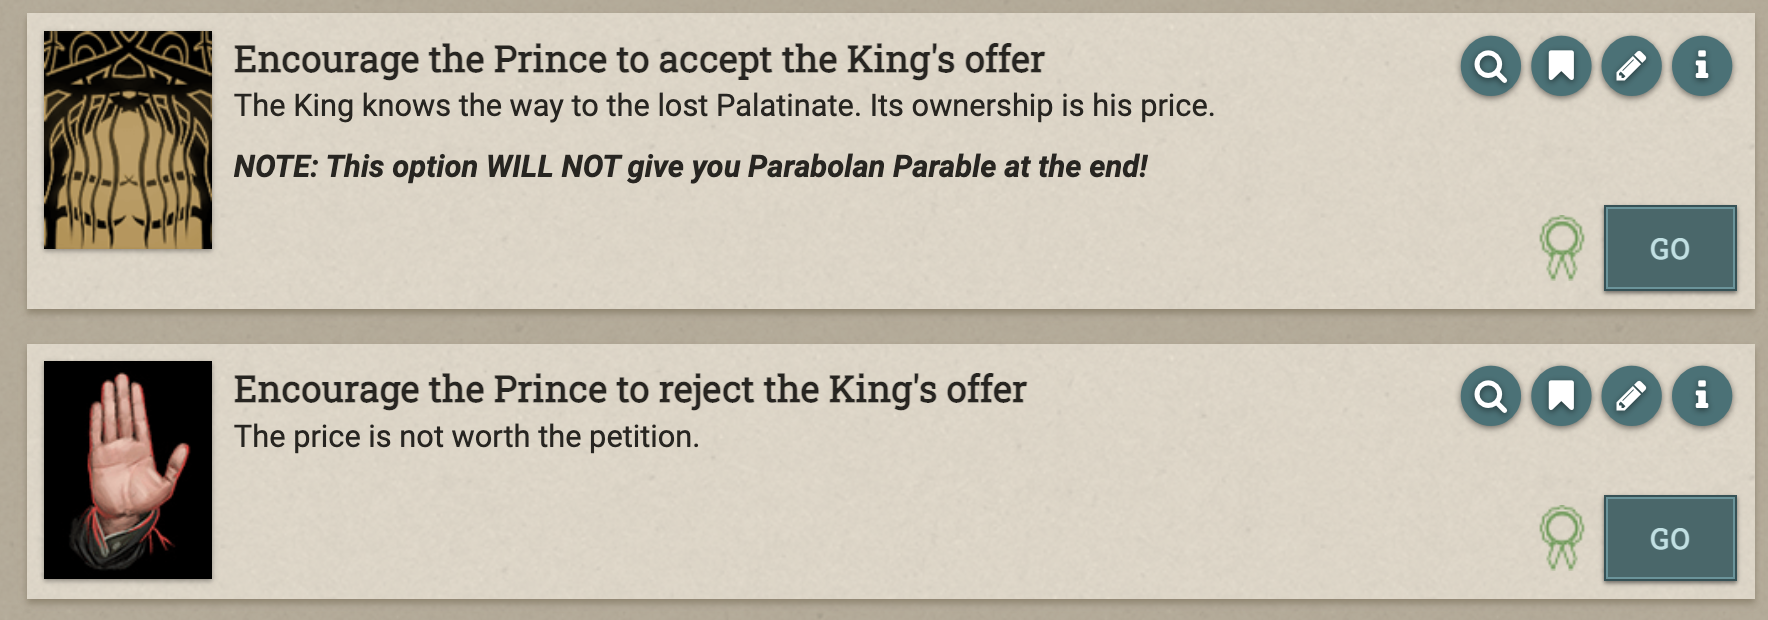 Encourage the Prince to accept the King's offer
The King knows the way to the lost Palatinate. Its ownership is his price.
NOTE: This option WILL NOT give you Parabolan Parable at the end!
GO
Encourage the Prince to reject the King's offer
The price is not worth the petition.
GO